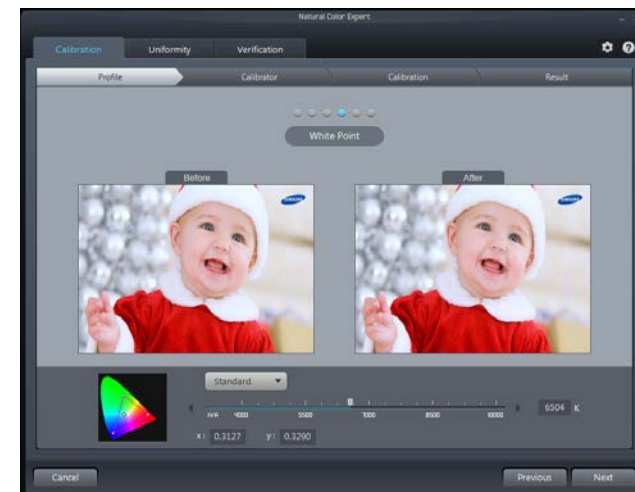 Natural Color Expert
Calibration Uniformity Verification
Profile Calibrator Calibration Result
White Point
Before After
SAMSUNG SAMSUNG
Standard
N/A 4000 5500 7000 8500 10000 6504 K
x: 0.3127 y: 0.3290
Cancel Previous Next